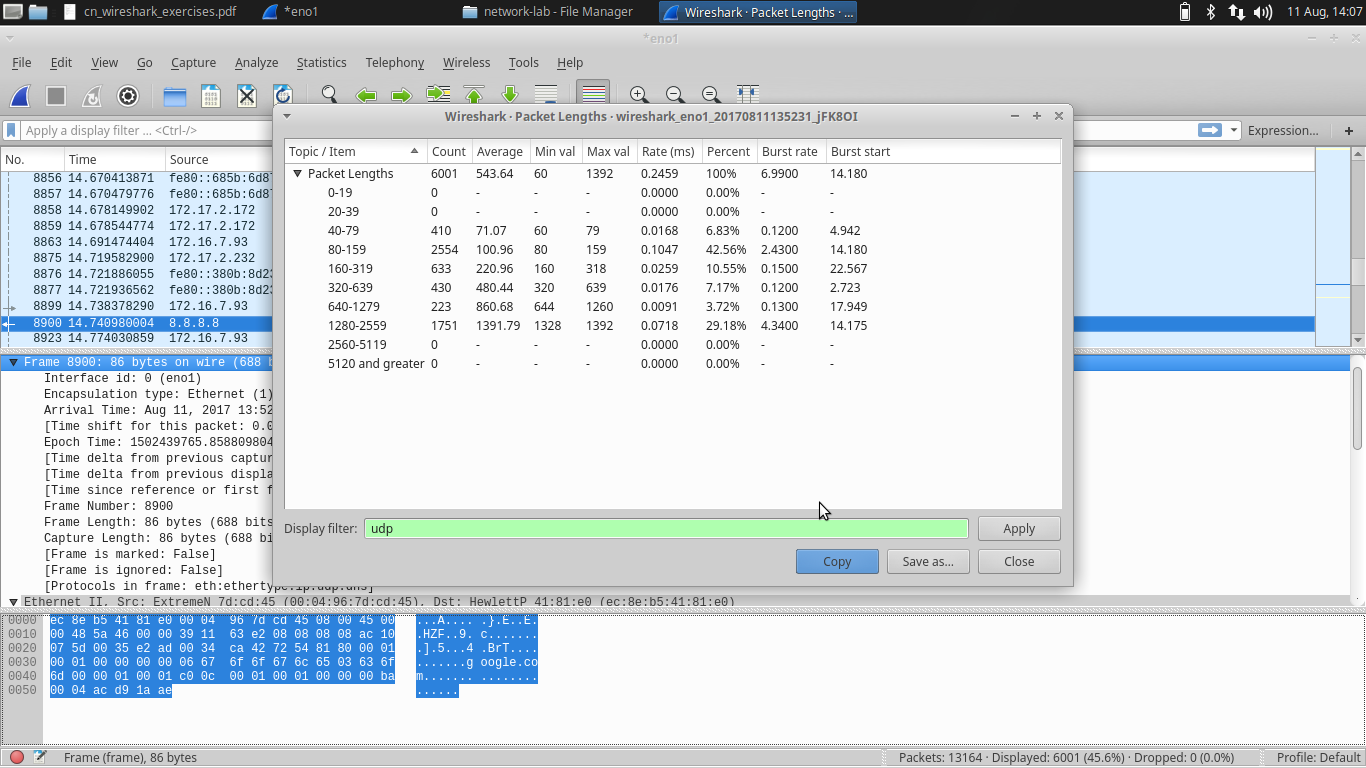 cn_wireshark_exercises.pdf *eno1 network-lab - File Manager Wireshark · Packet Lengths · ... 11 Aug, 14:07
*eno1
File Edit View Go Capture Analyze Statistics Telephony Wireless Tools Help
Apply a display filter ... <Ctrl-/> Expression... +
No. Time Source
8856 14.670413871 fe80::685b:6d8
8857 14.670479776 fe80::685b:6d8
8858 14.678149902 172.17.2.172
8859 14.678544774 172.17.2.172
8863 14.691474404 172.16.7.93
8875 14.719582900 172.17.2.232
8876 14.721886055 fe80::380b:8d2
8877 14.721936562 fe80::380b:8d2
8899 14.738378290 172.16.7.93
8900 14.740980004 8.8.8.8
8923 14.774030859 172.16.7.93
Wireshark · Packet Lengths · wireshark_eno1_20170811135231_jFK8OI
Topic / Item Count Average Min val Max val Rate (ms) Percent Burst rate Burst start
Packet Lengths 6001 543.64 60 1392 0.2459 100% 6.9900 14.180
0-19 0 - - - 0.0000 0.00% - -
20-39 0 - - - 0.0000 0.00% - -
40-79 410 71.07 60 79 0.0168 6.83% 0.1200 4.942
80-159 2554 100.96 80 159 0.1047 42.56% 2.4300 14.180
160-319 633 220.96 160 318 0.0259 10.55% 0.1500 22.567
320-639 430 480.44 320 639 0.0176 7.17% 0.1200 2.723
640-1279 223 860.68 644 1260 0.0091 3.72% 0.1300 17.949
1280-2559 1751 1391.79 1328 1392 0.0718 29.18% 4.3400 14.175
2560-5119 0 - - - 0.0000 0.00% - -
5120 and greater 0 - - - 0.0000 0.00% - -
Display filter: udp Apply
Copy Save as... Close
Frame 8900: 86 bytes on wire (688 b
Interface id: 0 (eno1)
Encapsulation type: Ethernet (1)
Arrival Time: Aug 11, 2017 13:52
[Time shift for this packet: 0.0
Epoch Time: 1502439765.858809804
[Time delta from previous captur
[Time delta from previous displa
[Time since reference or first f
Frame Number: 8900
Frame Length: 86 bytes (688 bits
Capture Length: 86 bytes (688 bi
[Frame is marked: False]
[Frame is ignored: False]
[Protocols in frame: eth:ethertype:ip:udp:dns]
Ethernet II, Src: ExtremeN_7d:cd:45 (00:04:96:7d:cd:45), Dst: HewlettP_41:81:e0 (ec:8e:b5:41:81:e0)
0000 ec 8e b5 41 81 e0 00 04 96 7d cd 45 08 00 45 00 ...A.... .}.E..E.
0010 00 48 5a 46 00 00 39 11 63 e2 08 08 08 08 ac 10 .HZF..9. c.......
0020 07 5d 00 35 e2 ad 00 34 ca 42 72 54 81 80 00 01 .].5...4 .BrT....
0030 00 01 00 00 00 00 06 67 6f 6f 67 6c 65 03 63 6f .......g oogle.co
0040 6d 00 00 01 00 01 c0 0c 00 01 00 01 00 00 00 ba m....... ........
0050 00 04 ac d9 1a ae ......
Frame (frame), 86 bytes Packets: 13164 · Displayed: 6001 (45.6%) · Dropped: 0 (0.0%) Profile: Default